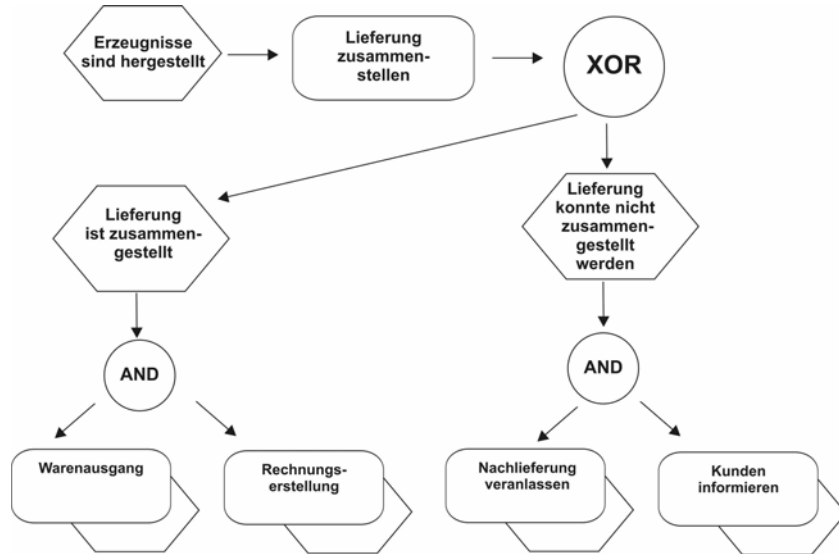 Erzeugnisse
sind hergestellt
Lieferung
zusammen-
stellen
XOR
Lieferung
ist zusammen-
gestellt
Lieferung
konnte nicht
zusammen-
gestellt
werden
AND
AND
Warenausgang
Rechnungs-
erstellung
Nachlieferung
veranlassen
Kunden
informieren